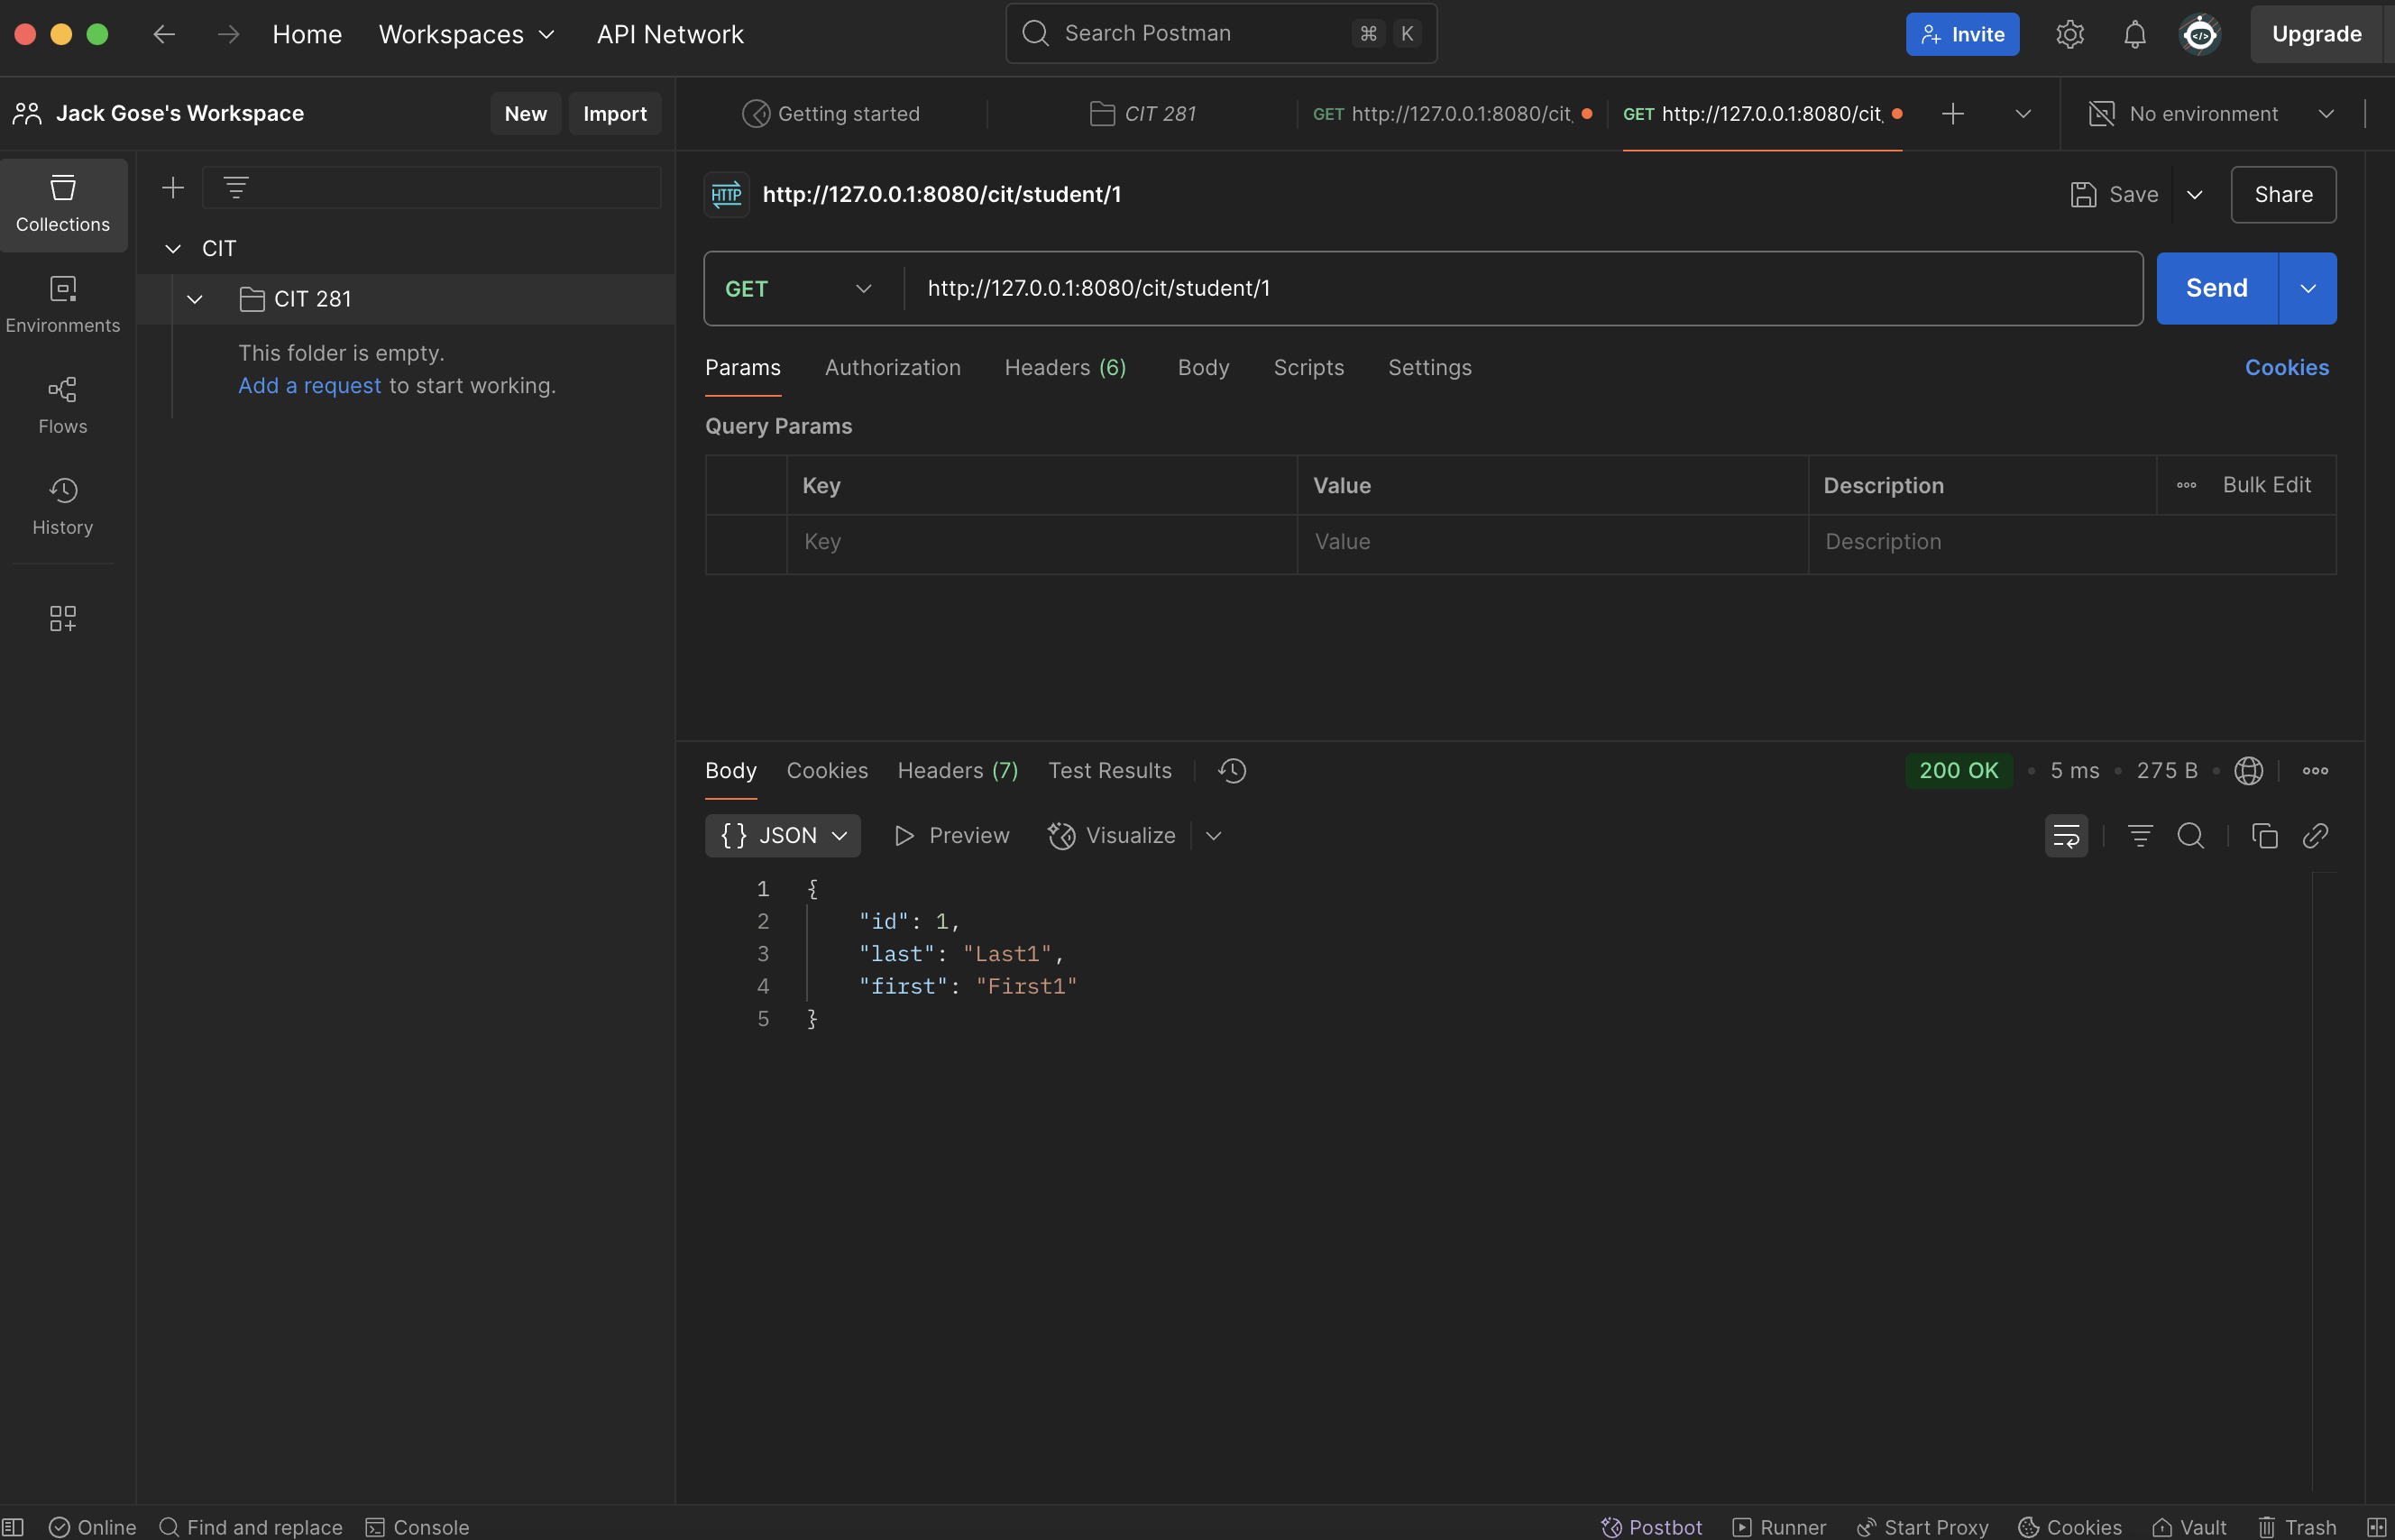 Home Workspaces API Network Search Postman ⌘ K Invite Upgrade
Jack Gose's Workspace New Import
Getting started CIT 281 GET http://127.0.0.1:8080/cit, GET http://127.0.0.1:8080/cit, No environment
Collections
Environments
Flows
History
CIT
CIT 281
This folder is empty.
Add a request to start working.
HTTP http://127.0.0.1:8080/cit/student/1 Save Share
GET http://127.0.0.1:8080/cit/student/1 Send
Params Authorization Headers (6) Body Scripts Settings Cookies
Query Params
Key Value Description Bulk Edit
Key Value Description
Body Cookies Headers (7) Test Results 200 OK • 5 ms • 275 B
{} JSON Preview Visualize
1 {
2 "id": 1,
3 "last": "Last1",
4 "first": "First1"
5 }
Online Find and replace Console Postbot Runner Start Proxy Cookies Vault Trash